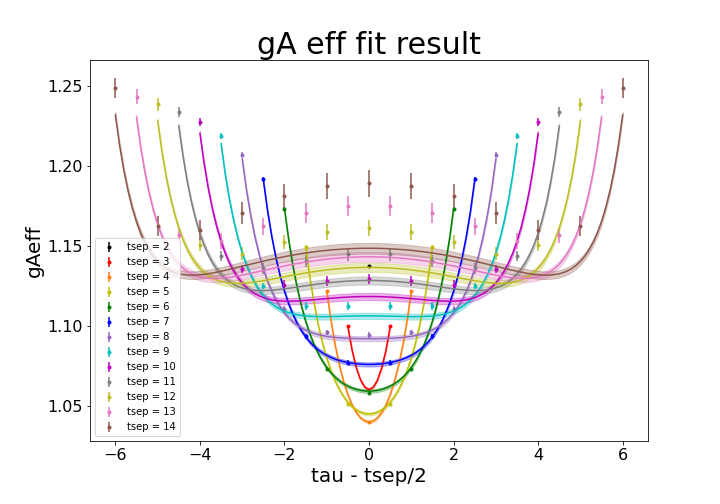 gA eff fit result
gAeff
1.25
1.20
1.15
1.10
1.05
tsep = 2
tsep = 3
tsep = 4
tsep = 5
tsep = 6
tsep = 7
tsep = 8
tsep = 9
tsep = 10
tsep = 11
tsep = 12
tsep = 13
tsep = 14
−6 −4 −2 0 2 4 6
tau - tsep/2